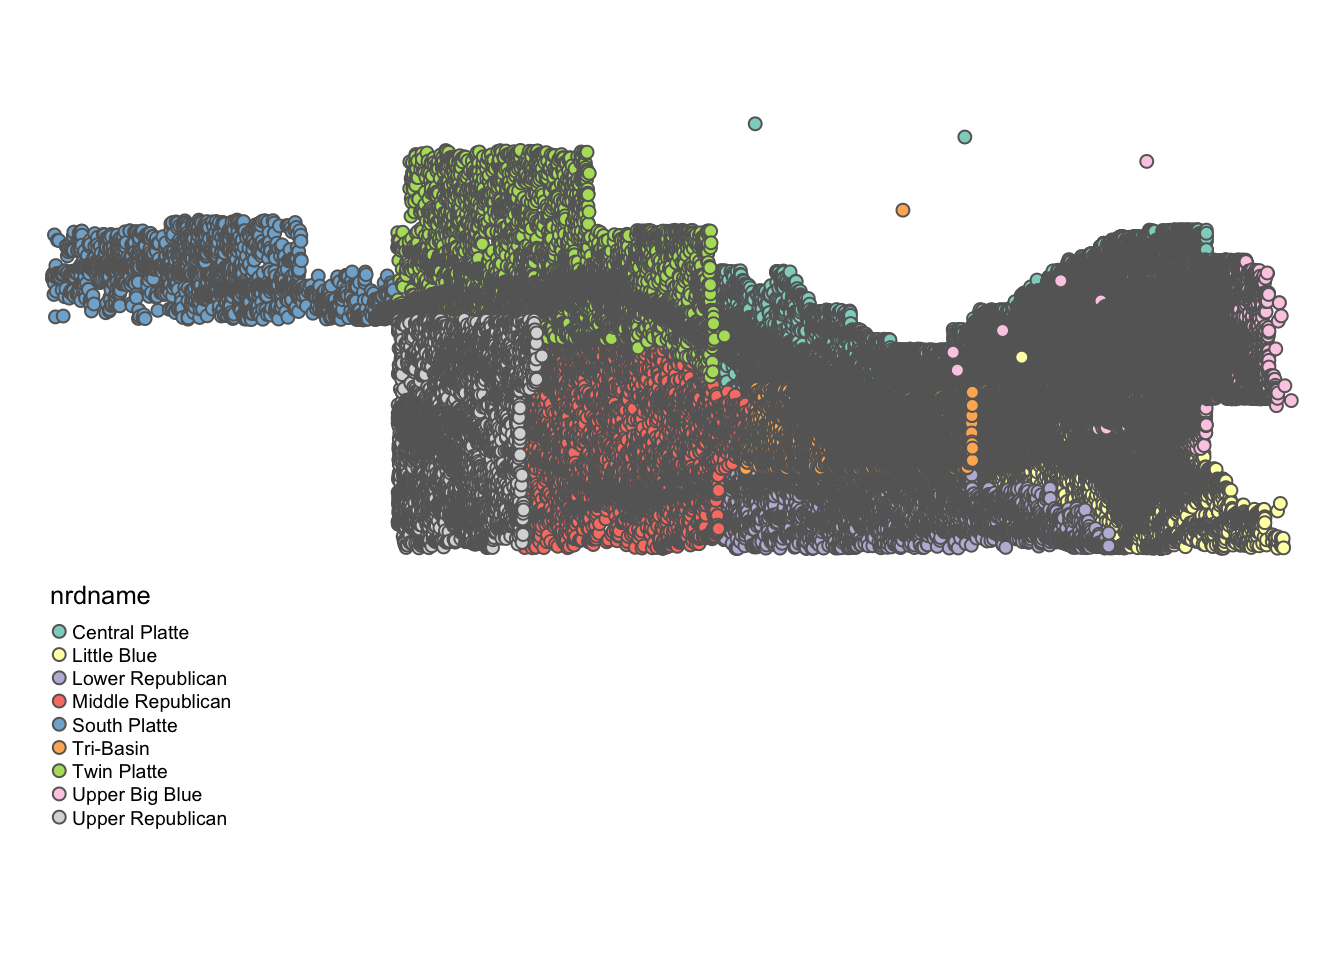 nrdname
Central Platte
Little Blue
Lower Republican
Middle Republican
South Platte
Tri-Basin
Twin Platte
Upper Big Blue
Upper Republican